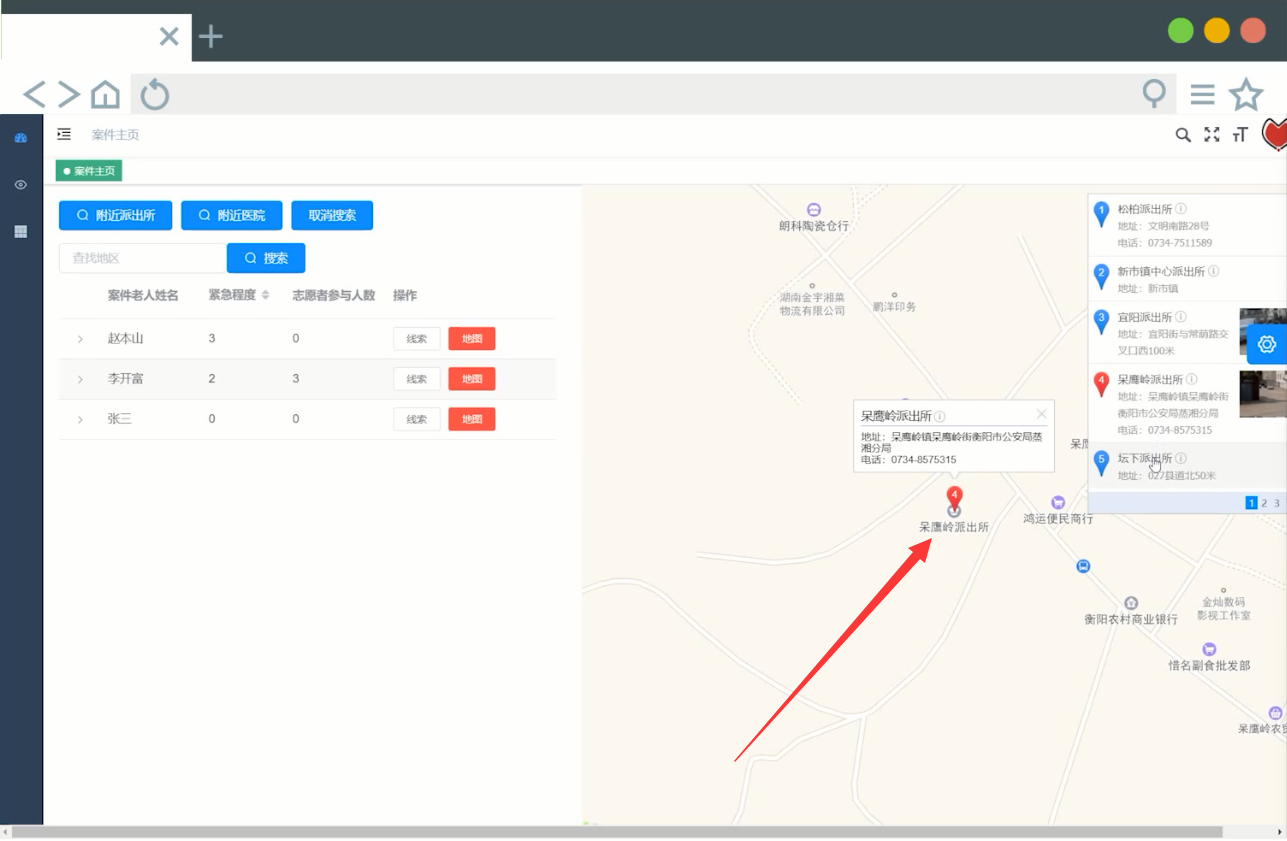 案件主页
案件主页
附近派出所
附近医院
取消搜索
查找地区
搜索
案件老人姓名 紧急程度 志愿者参与人数 操作
赵本山 3 0 线索 地图
李开富 2 3 线索 地图
张三 0 0 线索 地图
朗科陶瓷仓行
湖南金宇湘菜
物流有限公司
鹏洋印务
呆鹰岭派出所
地址：呆鹰岭镇呆鹰岭街衡阳市公安局蒸
湘分局
电话：0734-8575315
4
呆鹰岭派出所
鸿运便民商行
衡阳农村商业银行
金灿数码
影视工作室
惜名副食批发部
呆鹰岭农
1 松柏派出所
地址：文明南路28号
电话：0734-7511589
2 新市镇中心派出所
地址：新市镇
3 宜阳派出所
地址：宜阳街与常萌路交
叉口西100米
4 呆鹰岭派出所
地址：呆鹰岭镇呆鹰岭街
衡阳市公安局蒸湘分局
电话：0734-8575315
5 坛下派出所
地址：027县道北50米
1 2 3